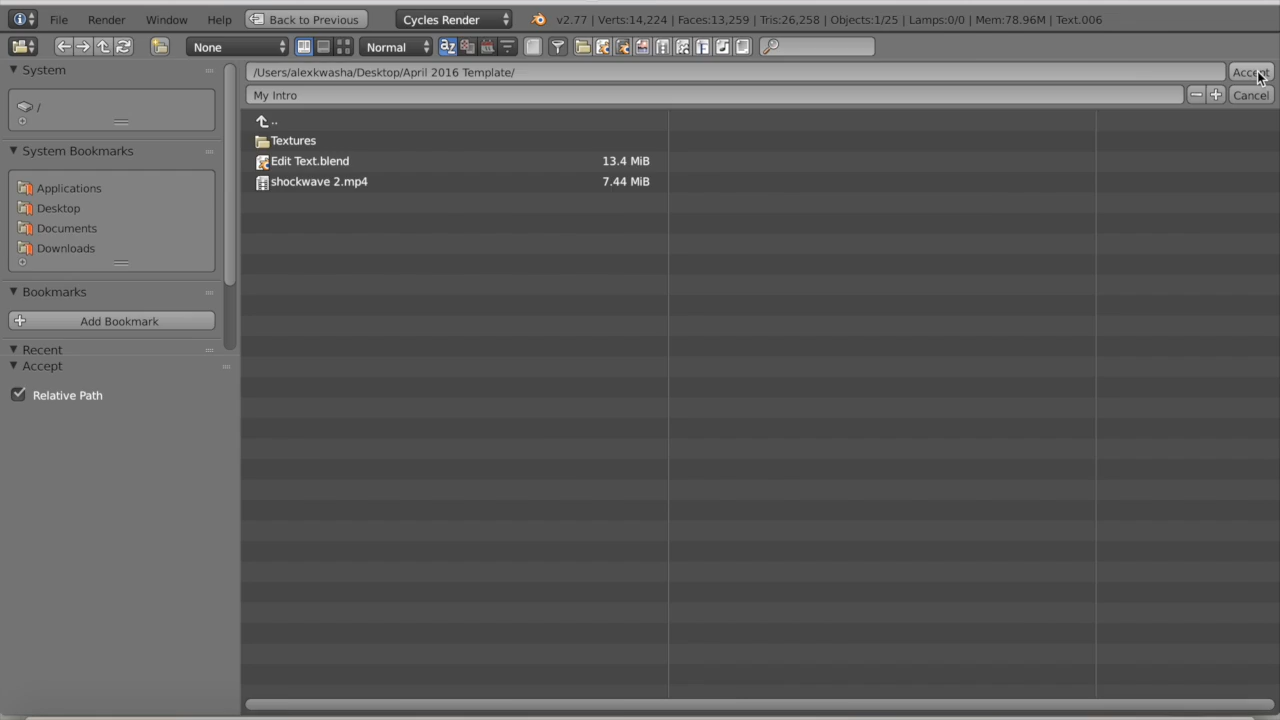 File Render Window Help Back to Previous Cycles Render v2.77 | Verts:14,224 | Faces:13,259 | Tris:26,258 | Objects:1/25 | Lamps:0/0 | Mem:78.96M | Text.006
None Normal
System
/
System Bookmarks
Applications
Desktop
Documents
Downloads
Bookmarks
Add Bookmark
Recent
Accept
Relative Path
/Users/alexkwasha/Desktop/April 2016 Template/ Accept
My Intro Cancel
..
Textures
Edit Text.blend 13.4 MiB
shockwave 2.mp4 7.44 MiB